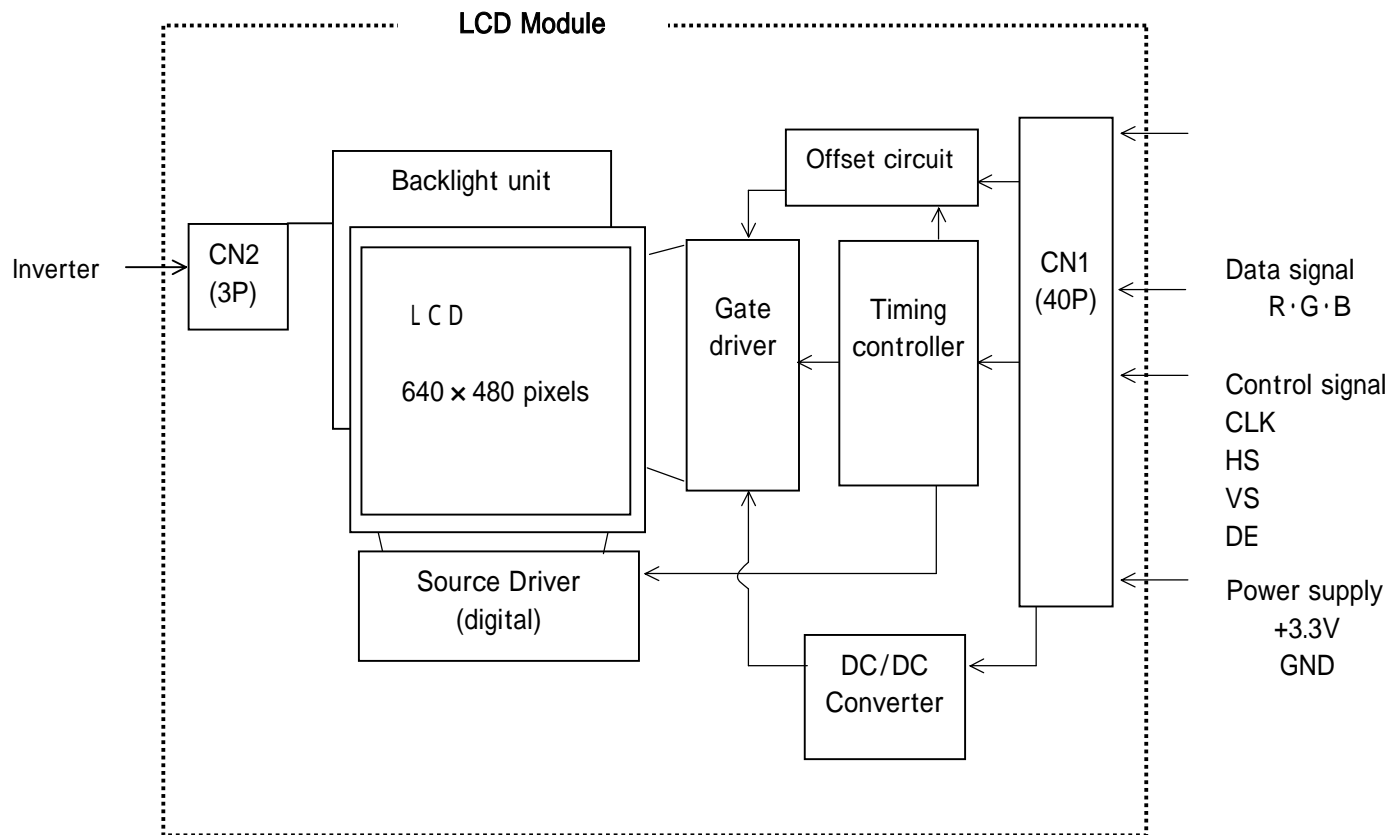 LCD Module
Backlight unit
Offset circuit
Inverter
CN2
(3P)
LCD
640×480 pixels
Gate
driver
Timing
controller
CN1
(40P)
Data signal
R・G・B
Control signal
CLK
HS
VS
DE
Source Driver
(digital)
DC/DC
Converter
Power supply
+3.3V
GND